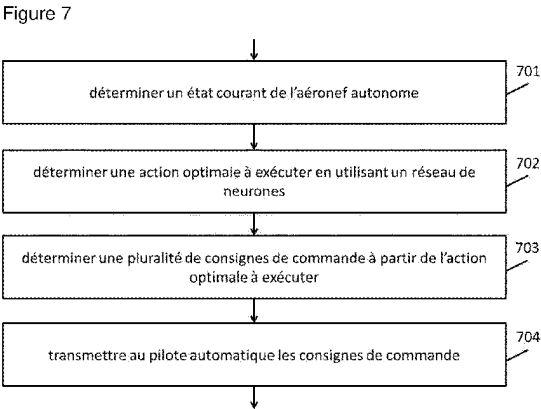 Figure 7
701
déterminer un état courant de l'aéronef autonome
702
déterminer une action optimale à exécuter en utilisant un réseau de
neurones
703
déterminer une pluralité de consignes de commande à partir de l'action
optimale à exécuter
704
transmettre au pilote automatique les consignes de commande